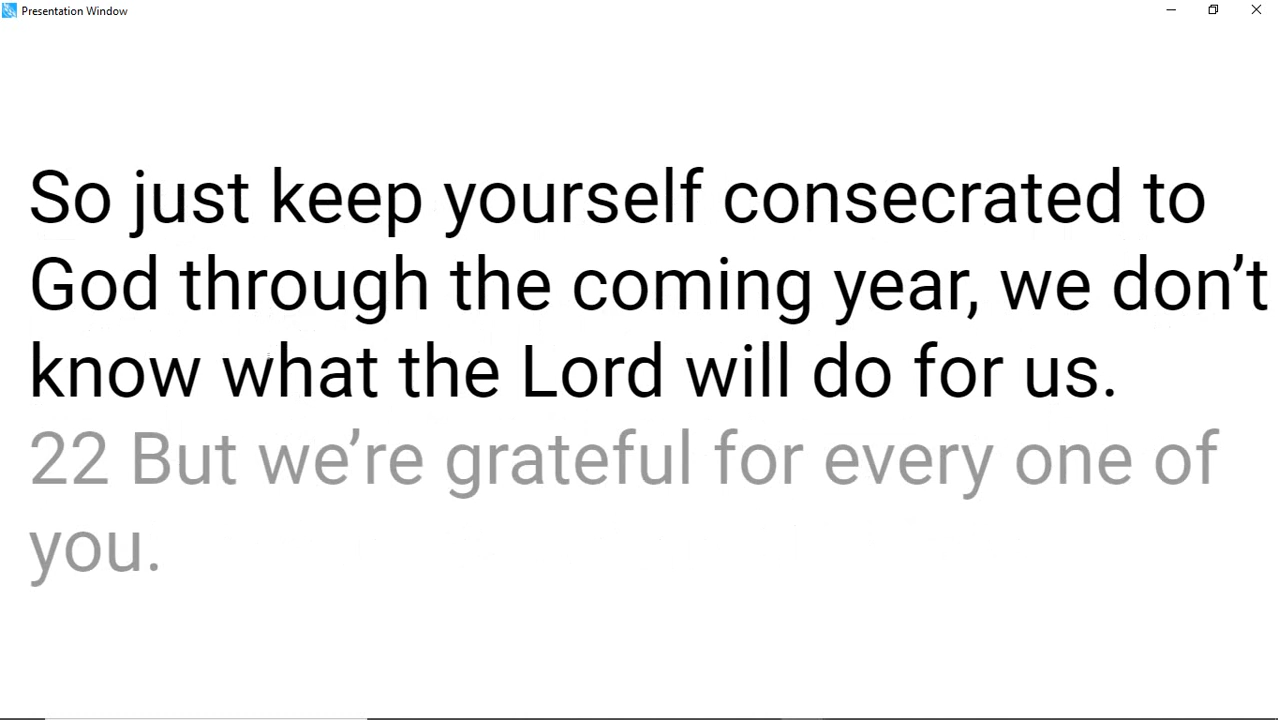 Presentation Window
So just keep yourself consecrated to
God through the coming year, we don’t
know what the Lord will do for us.
22 But we’re grateful for every one of
you.